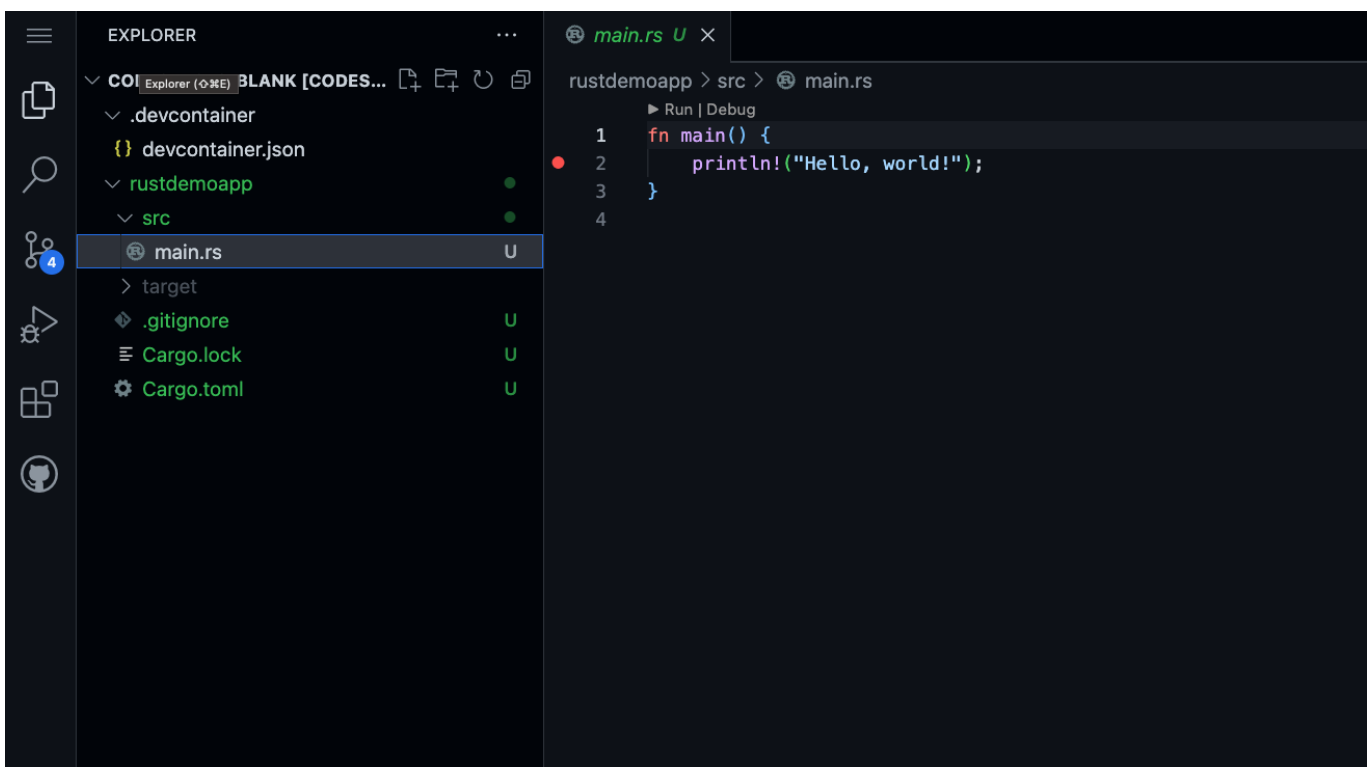 EXPLORER
···
main.rs U
Explorer (⇧⌘E)
BLANK [CODES...
.devcontainer
{} devcontainer.json
rustdemoapp
src
main.rs U
target
.gitignore U
Cargo.lock U
Cargo.toml U
4
rustdemoapp > src > main.rs
Run | Debug
1 fn main() {
2 println!("Hello, world!");
3 }
4